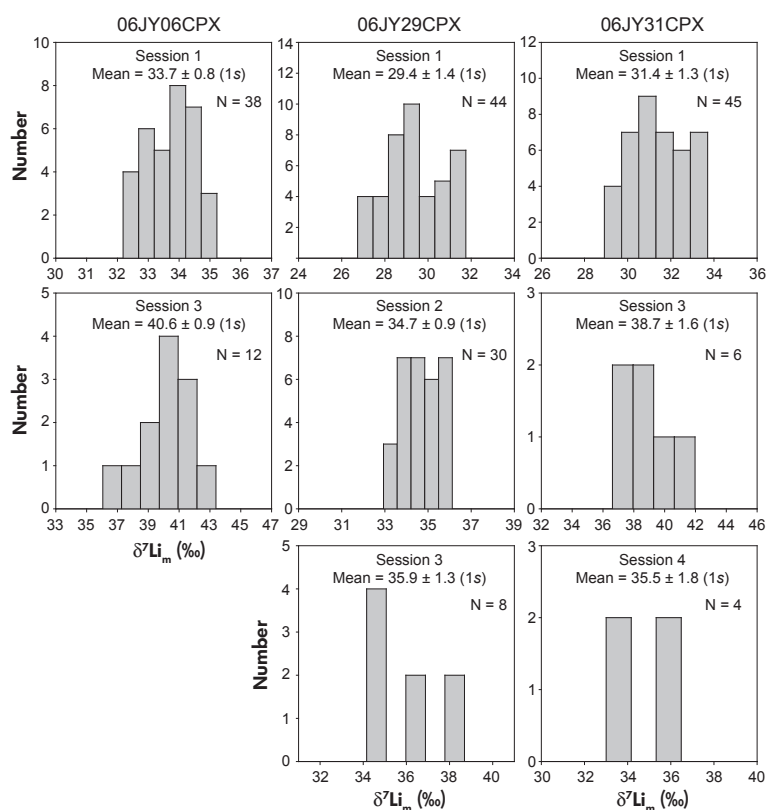 06JY06CPX 06JY29CPX 06JY31CPX
Session 1
Mean = 33.7 ± 0.8 (1s)
N = 38
Number
10
8
6
4
2
0
30 31 32 33 34 35 36 37
Session 1
Mean = 29.4 ± 1.4 (1s)
N = 44
14
12
10
8
6
4
2
24 26 28 30 32 34
Session 1
Mean = 31.4 ± 1.3 (1s)
N = 45
12
10
8
6
4
2
0
26 28 30 32 34 36
Session 3
Mean = 40.6 ± 0.9 (1s)
N = 12
Number
5
4
3
2
1
0
33 35 37 39 41 43 45 47
δ⁷Liₘ (‰)
Session 2
Mean = 34.7 ± 0.9 (1s)
N = 30
10
8
6
4
2
0
29 31 33 35 37 39
Session 3
Mean = 38.7 ± 1.6 (1s)
N = 6
3
2
1
0
32 34 36 38 40 42 44 46
Session 3
Mean = 35.9 ± 1.3 (1s)
N = 8
Number
5
4
3
2
1
0
32 34 36 38 40
δ⁷Liₘ (‰)
Session 4
Mean = 35.5 ± 1.8 (1s)
N = 4
3
2
1
0
30 32 34 36 38 40
δ⁷Liₘ (‰)